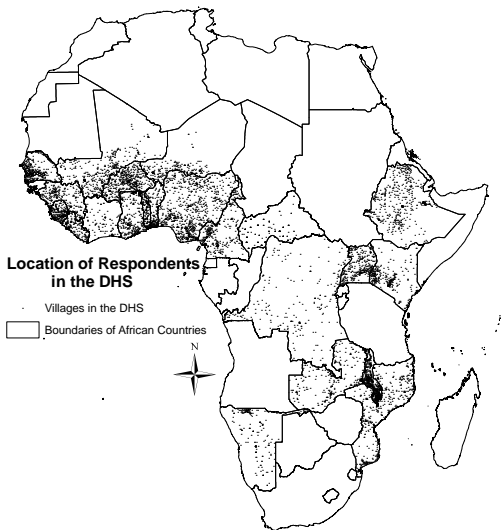 Location of Respondents
in the DHS
Villages in the DHS
Boundaries of African Countries
N